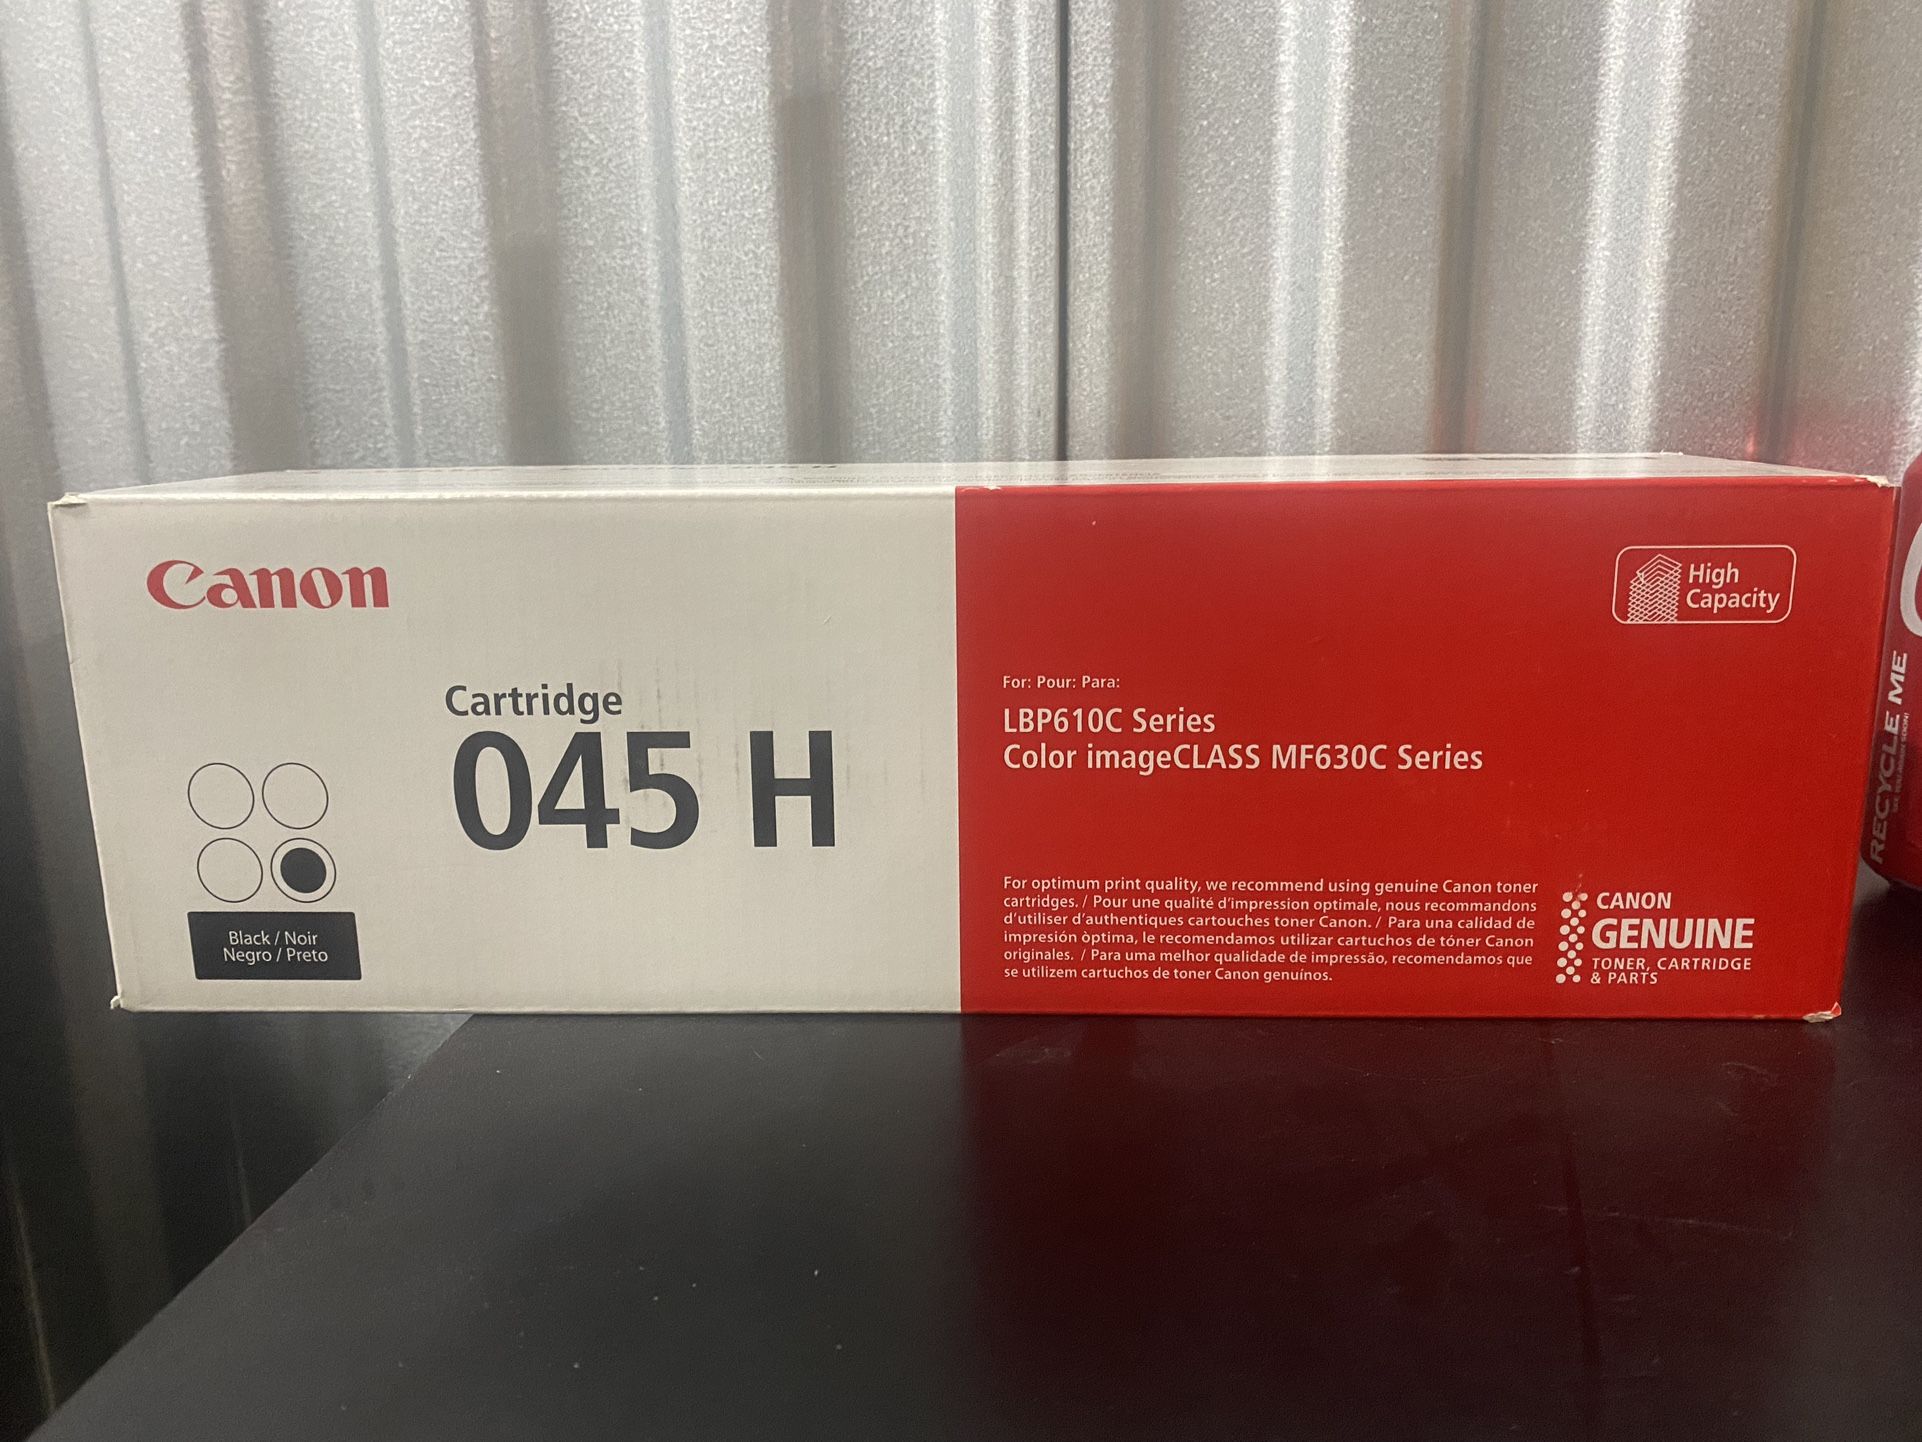 Canon
Cartridge
045 H
Black / Noir
Negro / Preto
High
Capacity
For: Pour: Para:
LBP610C Series
Color imageCLASS MF630C Series
For optimum print quality, we recommend using genuine Canon toner
cartridges. / Pour une qualité d'impression optimale, nous recommandons
d'utiliser d'authentiques cartouches toner Canon. / Para una calidad de
impresión òptima, le recomendamos utilizar cartuchos de tóner Canon
originales. / Para uma melhor qualidade de impressão, recomendamos que
se utilizem cartuchos de toner Canon genuínos.
CANON
GENUINE
TONER, CARTRIDGE
& PARTS
RECYCLE ME